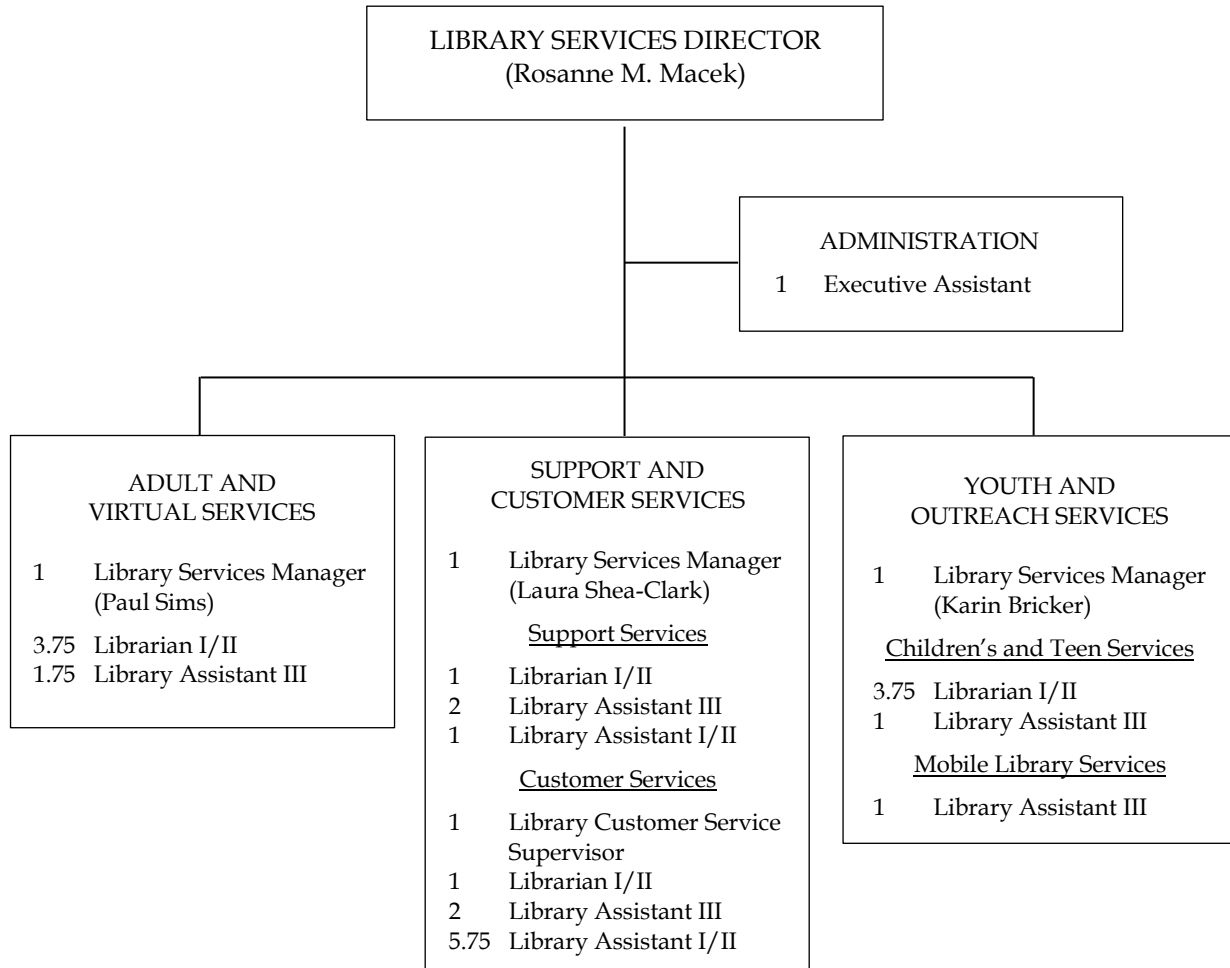 LIBRARY SERVICES DIRECTOR
(Rosanne M. Macek)
ADMINISTRATION
1 Executive Assistant
ADULT AND
VIRTUAL SERVICES
1 Library Services Manager
(Paul Sims)
3.75 Librarian I/II
1.75 Library Assistant III
SUPPORT AND
CUSTOMER SERVICES
1 Library Services Manager
(Laura Shea-Clark)
Support Services
1 Librarian I/II
2 Library Assistant III
1 Library Assistant I/II
Customer Services
1 Library Customer Service
Supervisor
1 Librarian I/II
2 Library Assistant III
5.75 Library Assistant I/II
YOUTH AND
OUTREACH SERVICES
1 Library Services Manager
(Karin Bricker)
Children’s and Teen Services
3.75 Librarian I/II
1 Library Assistant III
Mobile Library Services
1 Library Assistant III